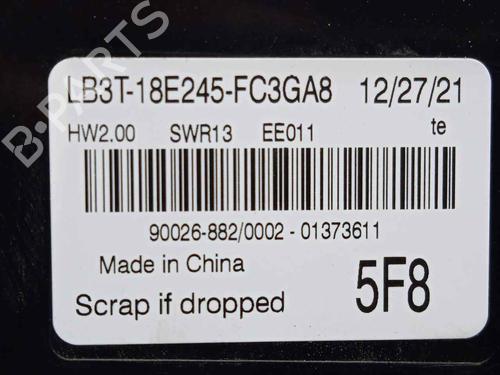 LB3T-18E245-FC3GA8 12/27/21
HW2.00 SWR13 EE011 te
90026-882/0002 - 01373611
Made in China 5F8
Scrap if dropped
B-PARTS